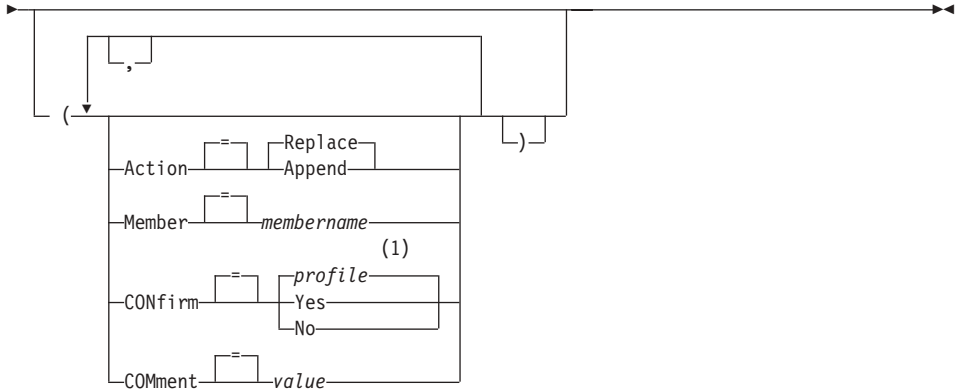 ,
(
)
=
Replace
Action
Append
=
Member
membername
(1)
=
profile
CONfirm
Yes
No
=
COMment
value